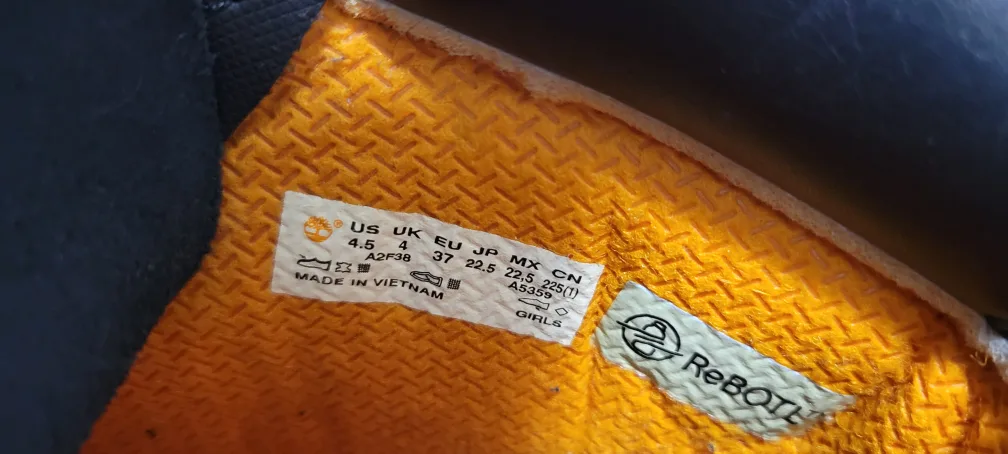 US UK EU JP MX CN
4.5 4 37 22.5 22,5 225(1)
A2F38 A5359
MADE IN VIETNAM
GIRLS
ReBOTL